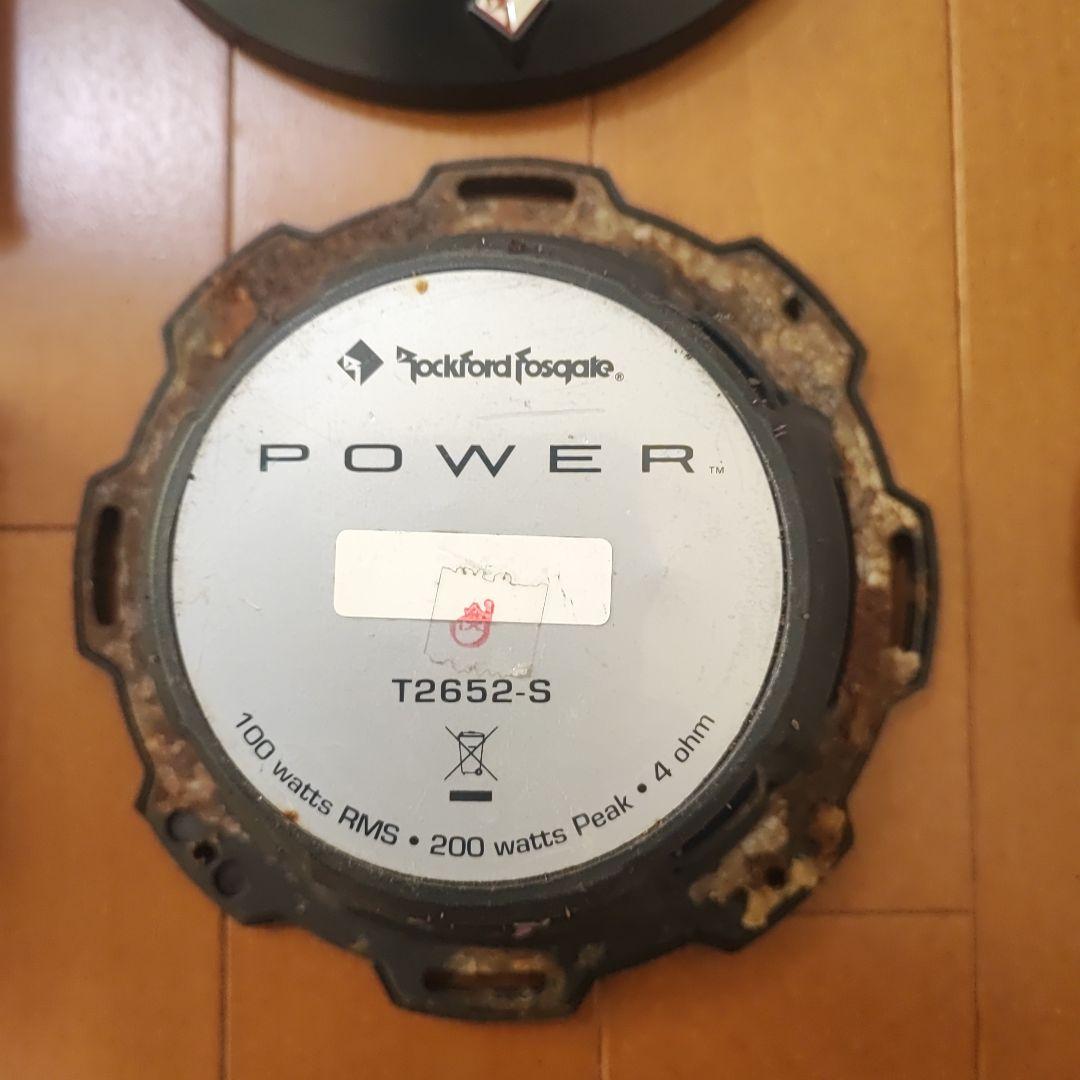 Rockford Fosgate®
POWER™
T2652-S
100 watts RMS • 200 watts Peak • 4 ohm